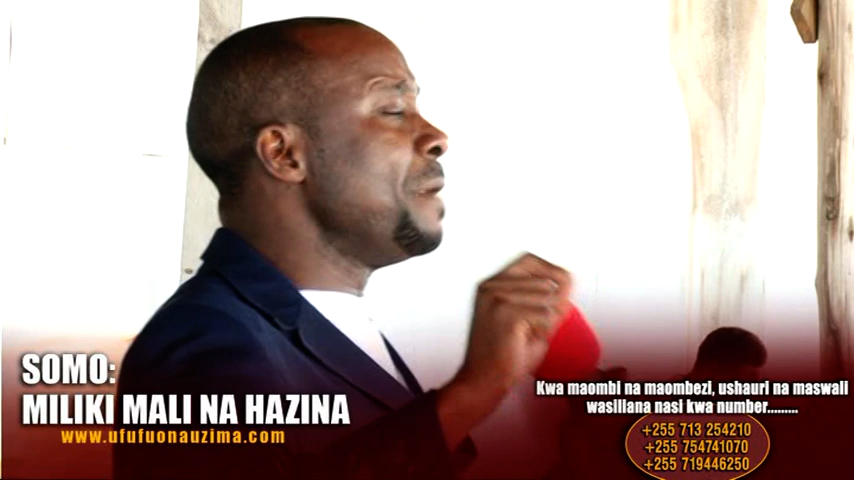 SOMO:
MILIKI MALI NA HAZINA
www.ufufuonauzima.com
Kwa maombi na maombezi, ushauri na maswali
wasiliana nasi kwa number.........
+255 713 254210
+255 754741070
+255 719446250